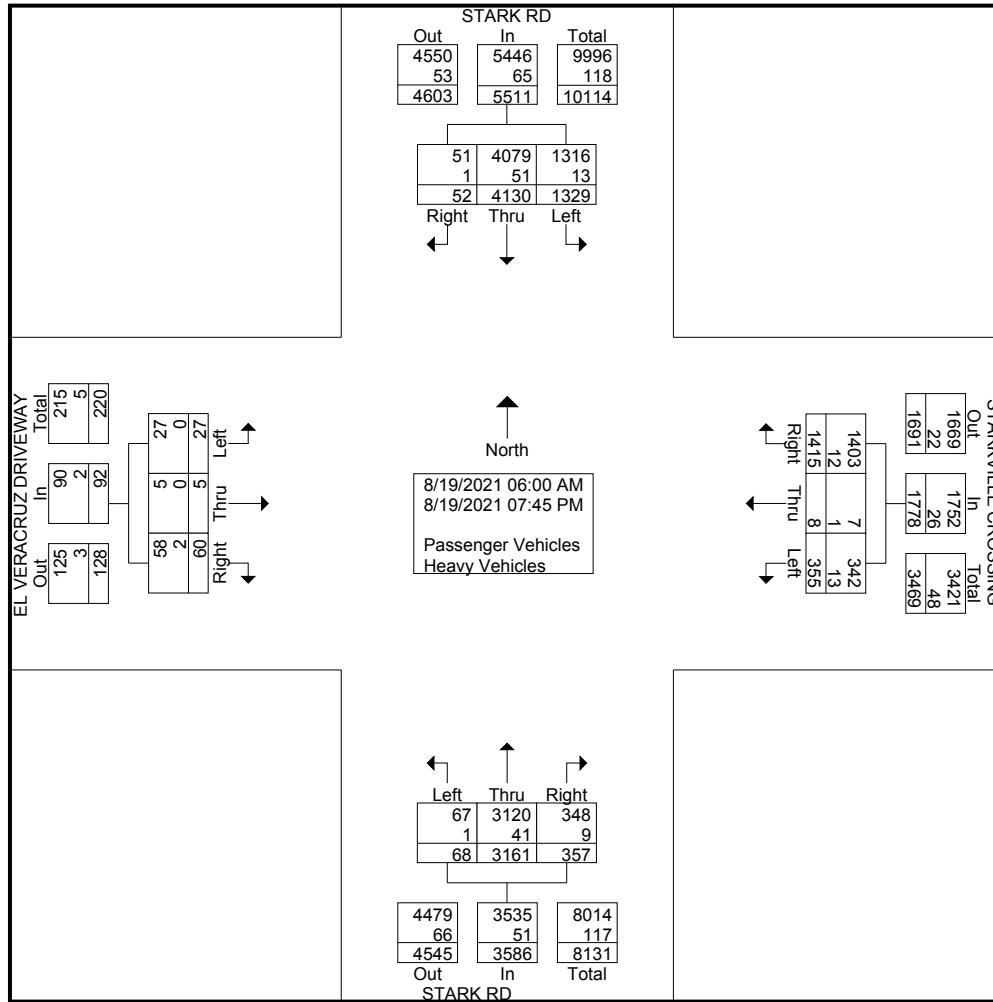 STARK RD
Out In Total
4550 5446 9996
53 65 118
4603 5511 10114
51 4079 1316
1 51 13
52 4130 1329
Right Thru Left
EL VERACRUZ DRIVEWAY
Total In Out
215 5 220
90 2 92
125 3 128
27 0 27
5 0 5
58 2 60
Left Thru Right
North
8/19/2021 06:00 AM
8/19/2021 07:45 PM
Passenger Vehicles
Heavy Vehicles
Right Thru Left
1403 7 342
12 1 13
1415 8 355
STARKVILLE CROSSING
Out In Total
1669 1752 3421
22 26 48
1691 1778 3469
Left Thru Right
67 3120 348
1 41 9
68 3161 357
4479 3535 8014
66 51 117
4545 3586 8131
Out In Total
STARK RD